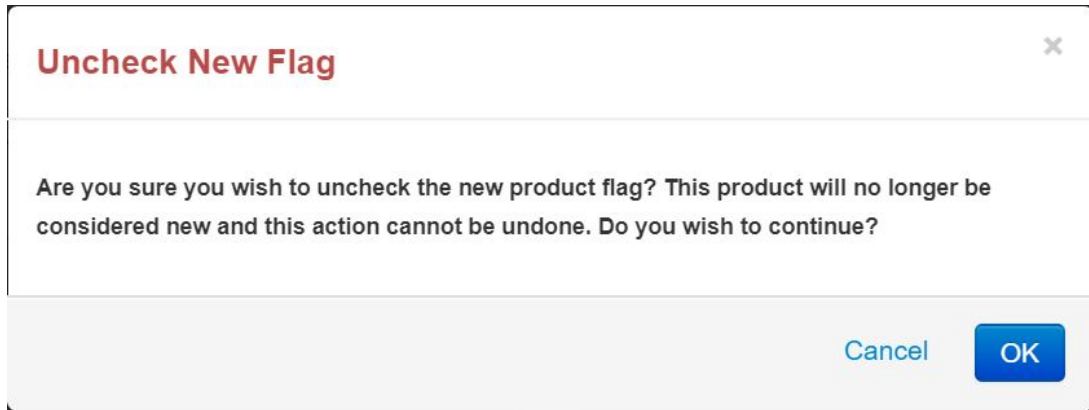 Uncheck New Flag
×
Are you sure you wish to uncheck the new product flag? This product will no longer be
considered new and this action cannot be undone. Do you wish to continue?
Cancel
OK